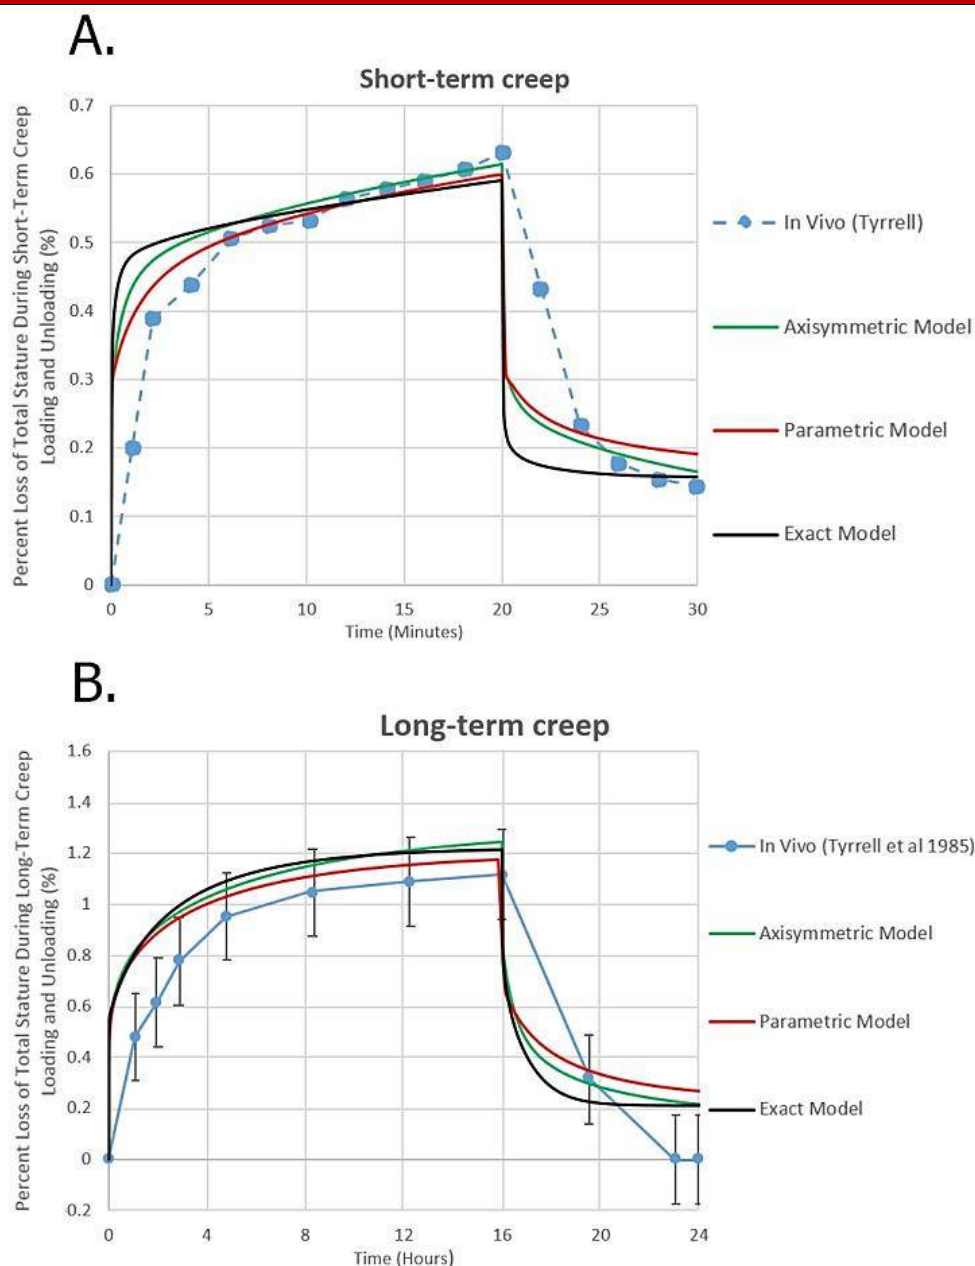 A.
Short-term creep
Percent Loss of Total Stature During Short-Term Creep
Loading and Unloading (%)
0.7
0.6
0.5
0.4
0.3
0.2
0.1
0
0
5
10
15
20
25
30
Time (Minutes)
In Vivo (Tyrrell)
Axisymmetric Model
Parametric Model
Exact Model
B.
Long-term creep
Percent Loss of Total Stature During Long-Term Creep
Loading and Unloading (%)
1.6
1.4
1.2
1
0.8
0.6
0.4
0.2
0
0.2
0
4
8
12
16
20
24
Time (Hours)
In Vivo (Tyrrell et al 1985)
Axisymmetric Model
Parametric Model
Exact Model